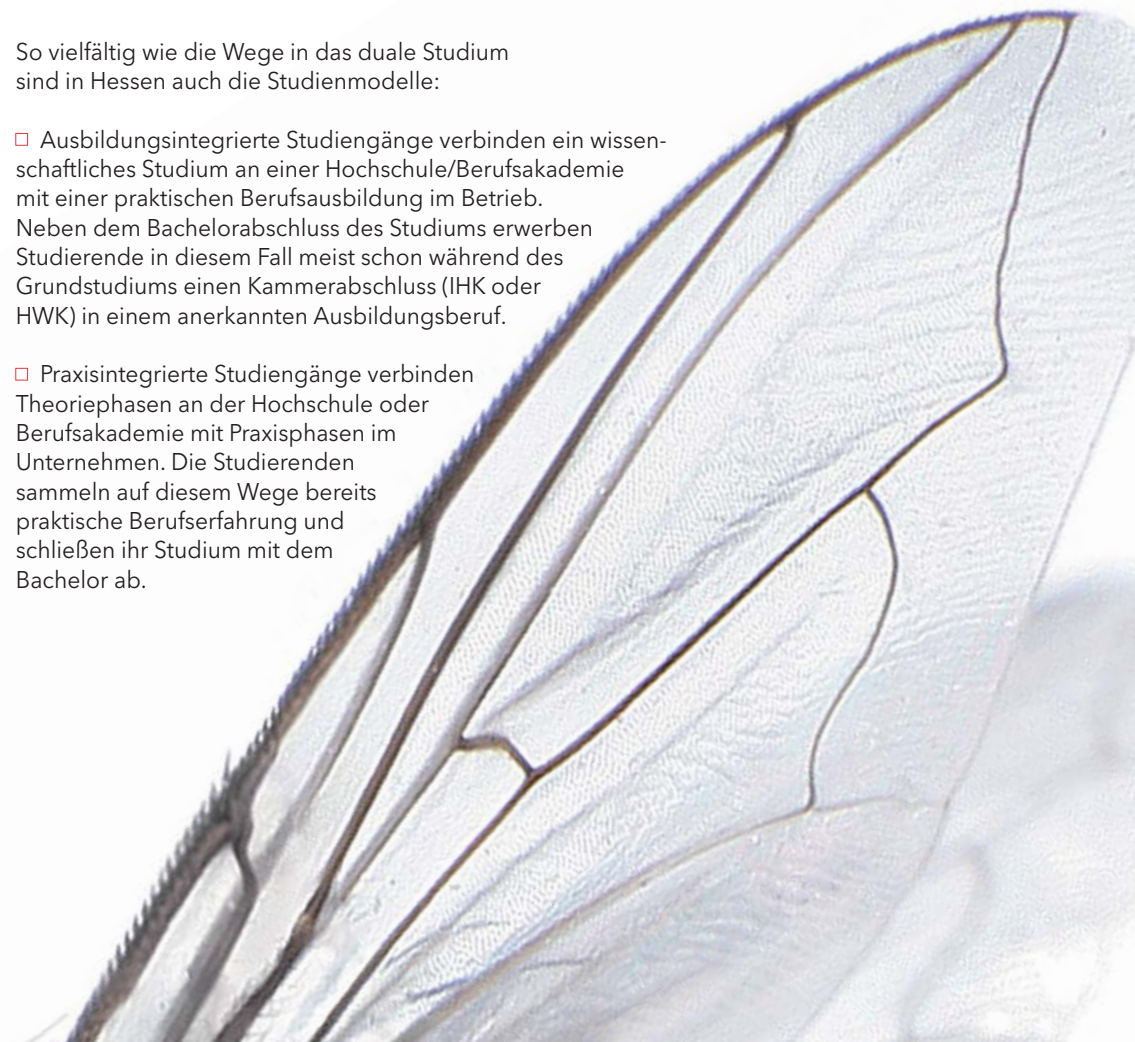 So vielfältig wie die Wege in das duale Studium
sind in Hessen auch die Studienmodelle:
□ Ausbildungsintegrierte Studiengänge verbinden ein wissen-
schaftliches Studium an einer Hochschule/Berufsakademie
mit einer praktischen Berufsausbildung im Betrieb.
Neben dem Bachelorabschluss des Studiums erwerben
Studierende in diesem Fall meist schon während des
Grundstudiums einen Kammerabschluss (IHK oder
HWK) in einem anerkannten Ausbildungsberuf.
□ Praxisintegrierte Studiengänge verbinden
Theoriephasen an der Hochschule oder
Berufsakademie mit Praxisphasen im
Unternehmen. Die Studierenden
sammeln auf diesem Wege bereits
praktische Berufserfahrung und
schließen ihr Studium mit dem
Bachelor ab.